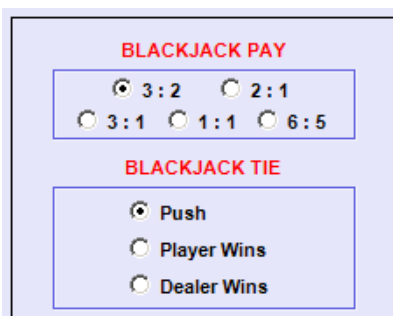 BLACKJACK PAY
3 : 2 2 : 1
3 : 1 1 : 1 6 : 5
BLACKJACK TIE
Push
Player Wins
Dealer Wins